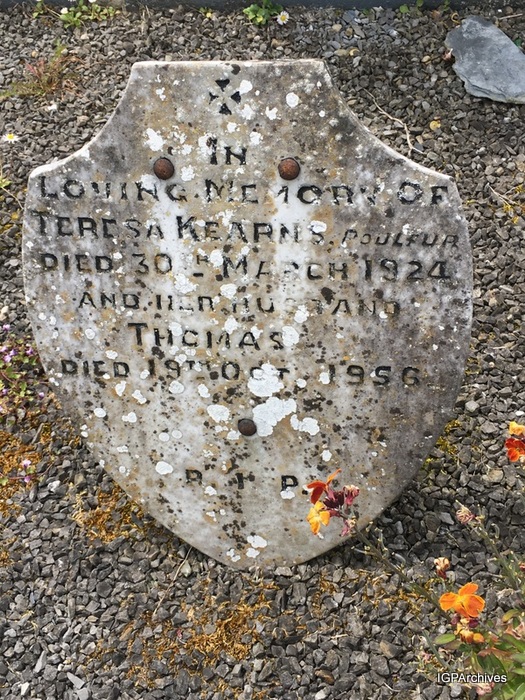 IN
LOVING MEMORY OF
TERESA KEARNS, POULFUR
DIED 30TH MARCH 1924
AND HER HUSBAND
THOMAS
DIED 19TH OCT. 1956
R I P
IGPArchives